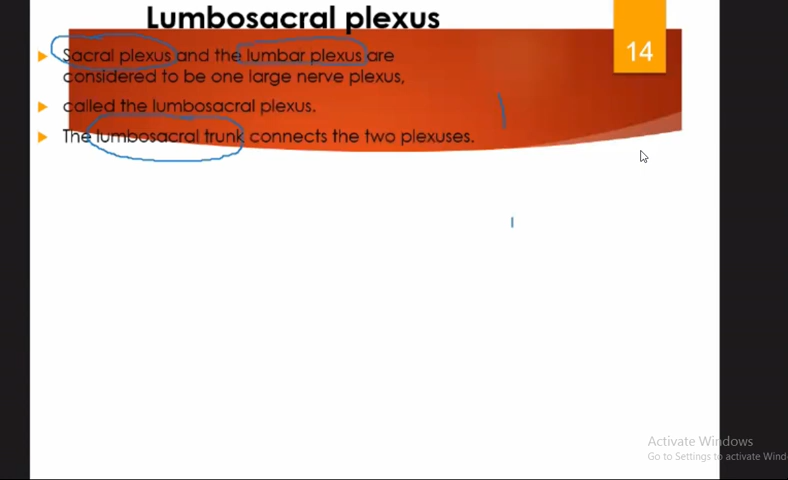 Lumbosacral plexus
14
Sacral plexus and the lumbar plexus are
considered to be one large nerve plexus,
called the lumbosacral plexus.
The lumbosacral trunk connects the two plexuses.
Activate Windows
Go to Settings to activate Wind